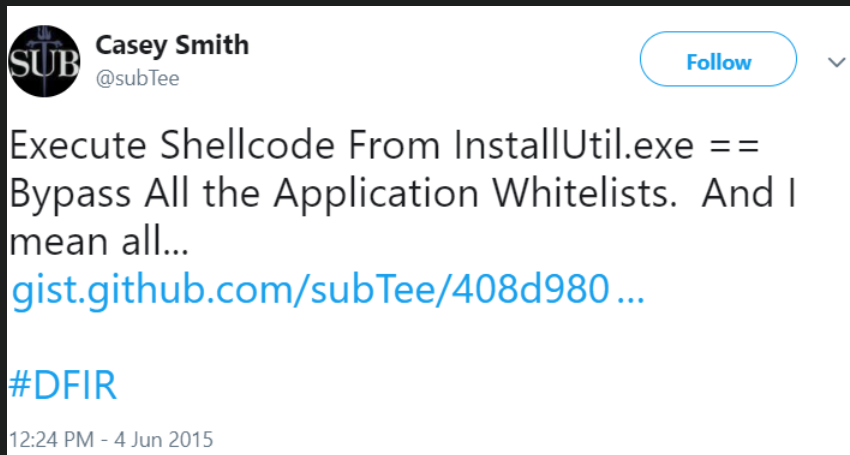 SUB
Casey Smith
@subTee
Follow
Execute Shellcode From InstallUtil.exe ==
Bypass All the Application Whitelists.  And I
mean all...
gist.github.com/subTee/408d980 ...
#DFIR
12:24 PM - 4 Jun 2015